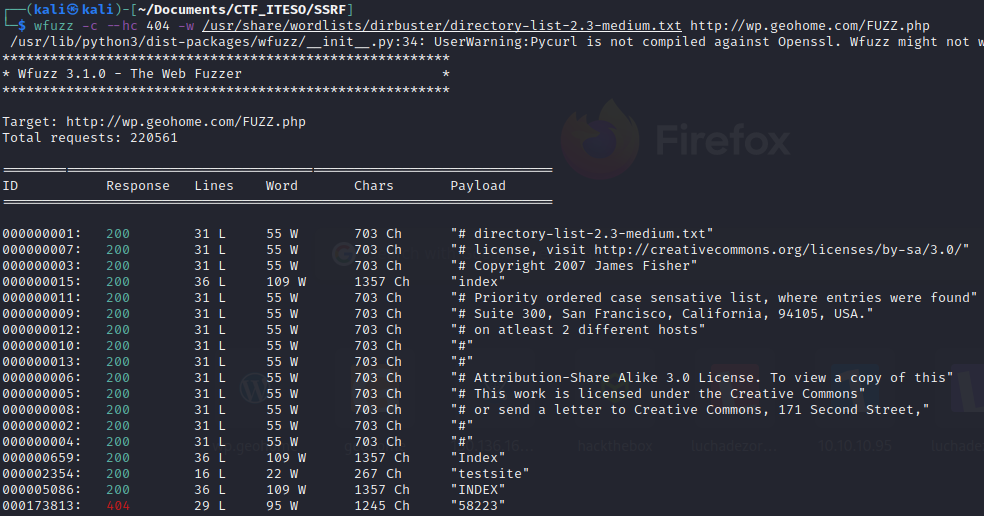 (kali㉿kali)-[~/Documents/CTF_ITESO/SSRF]
$ wfuzz -c --hc 404 -w /usr/share/wordlists/dirbuster/directory-list-2.3-medium.txt http://wp.geohome.com/FUZZ.php
/usr/lib/python3/dist-packages/wfuzz/__init__.py:34: UserWarning:Pycurl is not compiled against Openssl. Wfuzz might not w
********************************************************
* Wfuzz 3.1.0 - The Web Fuzzer *
********************************************************
Target: http://wp.geohome.com/FUZZ.php
Total requests: 220561
=====================================================================
ID Response Lines Word Chars Payload
=====================================================================
000000001: 200 31 L 55 W 703 Ch "# directory-list-2.3-medium.txt"
000000007: 200 31 L 55 W 703 Ch "# license, visit http://creativecommons.org/licenses/by-sa/3.0/"
000000003: 200 31 L 55 W 703 Ch "# Copyright 2007 James Fisher"
000000015: 200 36 L 109 W 1357 Ch "index"
000000011: 200 31 L 55 W 703 Ch "# Priority ordered case sensative list, where entries were found"
000000009: 200 31 L 55 W 703 Ch "# Suite 300, San Francisco, California, 94105, USA."
000000012: 200 31 L 55 W 703 Ch "# on atleast 2 different hosts"
000000010: 200 31 L 55 W 703 Ch "#"
000000013: 200 31 L 55 W 703 Ch "#"
000000006: 200 31 L 55 W 703 Ch "# Attribution-Share Alike 3.0 License. To view a copy of this"
000000005: 200 31 L 55 W 703 Ch "# This work is licensed under the Creative Commons"
000000008: 200 31 L 55 W 703 Ch "# or send a letter to Creative Commons, 171 Second Street,"
000000002: 200 31 L 55 W 703 Ch "#"
000000004: 200 31 L 55 W 703 Ch "#"
000000659: 200 36 L 109 W 1357 Ch "Index"
000002354: 200 16 L 22 W 267 Ch "testsite"
000005086: 200 36 L 109 W 1357 Ch "INDEX"
000173813: 404 29 L 95 W 1245 Ch "58223"
Firefox
hackthebox
10.10.10.95